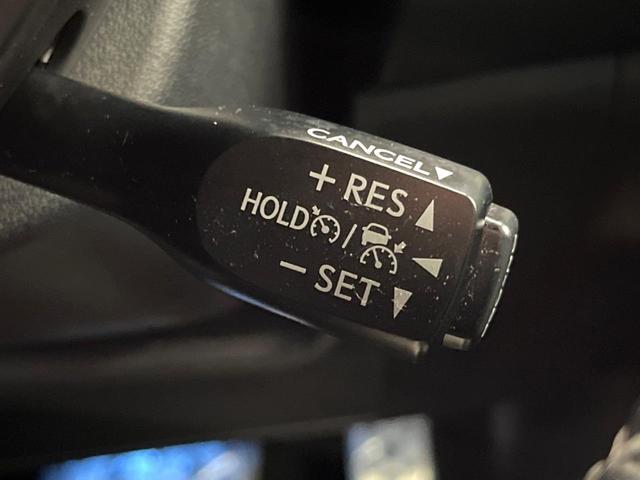 CANCEL▼
+ RES ▲
HOLD / ◀
− SET ▼